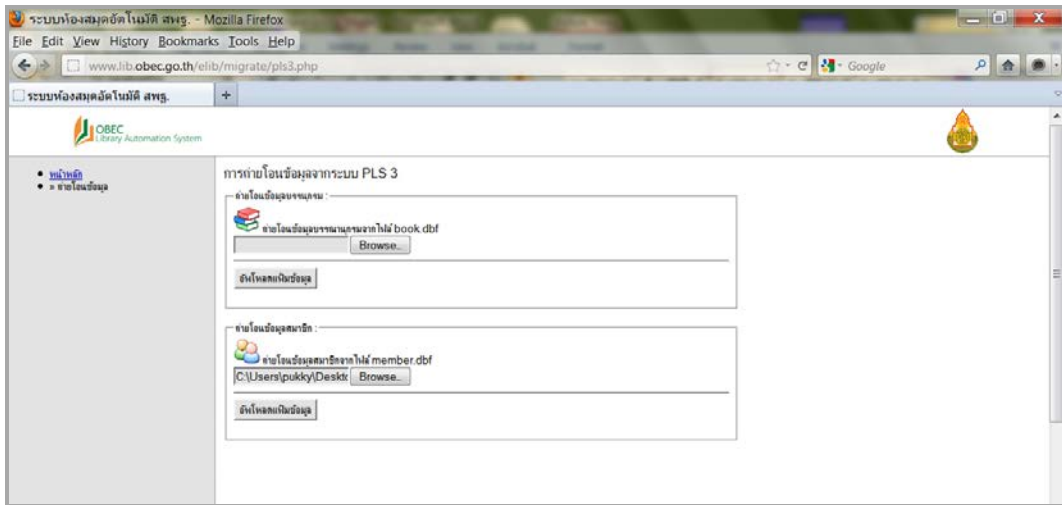 ระบบห้องสมุดอัตโนมัติ สพฐ. - Mozilla Firefox
File Edit View History Bookmarks Tools Help
www.lib.obec.go.th/elib/migrate/pls3.php
Google
ระบบห้องสมุดอัตโนมัติ สพฐ.
OBEC
Library Automation System
หน้าหลัก
» ถ่ายโอนข้อมูล
การถ่ายโอนข้อมูลจากระบบ PLS 3
ถ่ายโอนข้อมูลบรรณกรม :
ถ่ายโอนข้อมูลบรรณานุกรมจากไฟล์ book.dbf
Browse...
อัพโหลดแฟ้มข้อมูล
ถ่ายโอนข้อมูลสมาชิก :
ถ่ายโอนข้อมูลสมาชิกจากไฟล์ member.dbf
C:\Users\pukky\Deskto Browse...
อัพโหลดแฟ้มข้อมูล